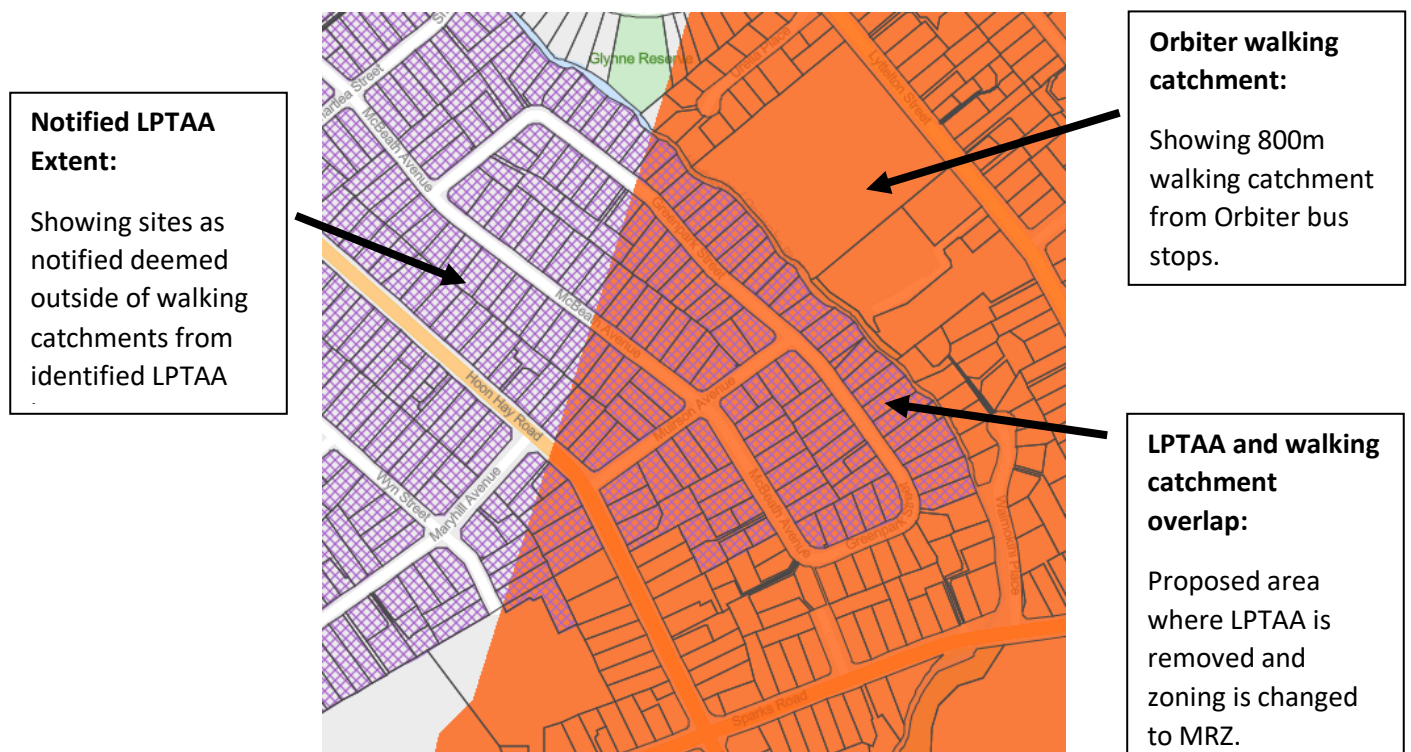 Notified LPTAA
Extent:
Showing sites as
notified deemed
outside of walking
catchments from
identified LPTAA
Orbiter walking
catchment:
Showing 800m
walking catchment
from Orbiter bus
stops.
LPTAA and walking
catchment
overlap:
Proposed area
where LPTAA is
removed and
zoning is changed
to MRZ.
Glynne Reserve
Lyttelton Street
McBeath Avenue
Greenpark Street
McBeath Avenue
Hoon Hay Road
Muirson Avenue
Wyn Street
Maryhill Avenue
McBeath Avenue
Greenpark Street
Sparks Road